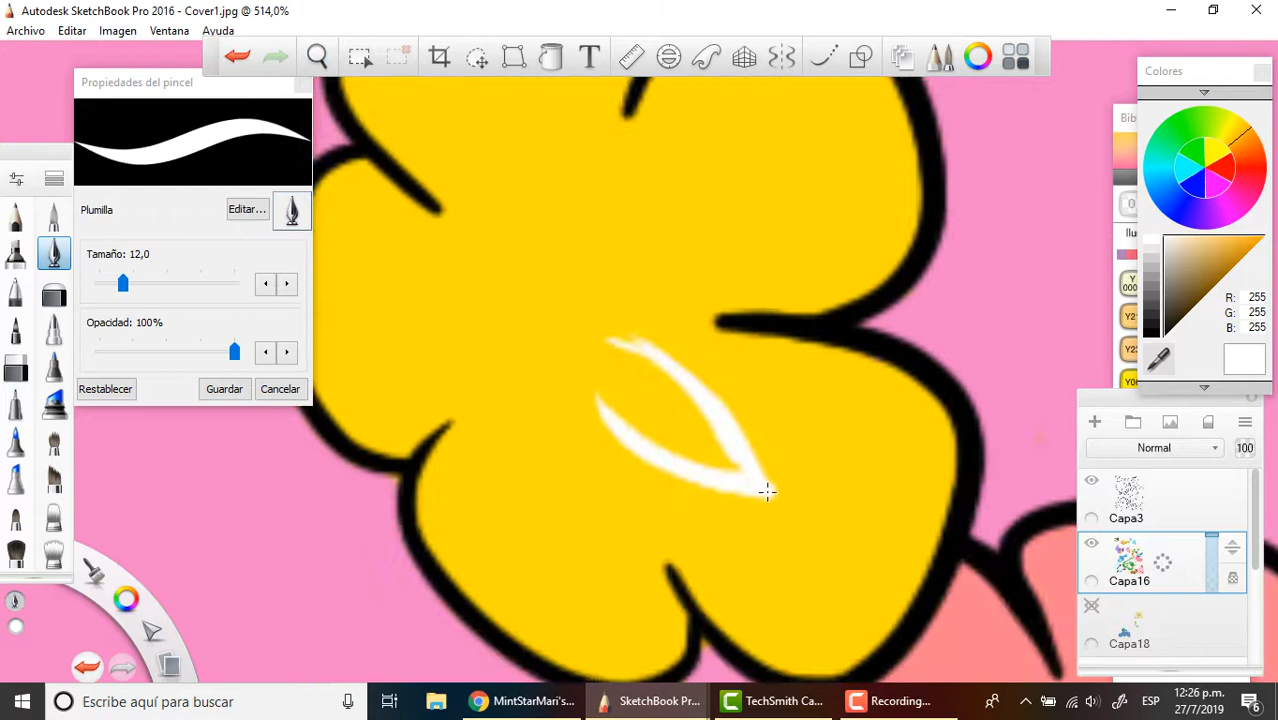 Autodesk SketchBook Pro 2016 - Cover1.jpg @ 514,0%
Archivo Editar Imagen Ventana Ayuda
Propiedades del pincel
Plumilla
Editar...
Tamaño: 12,0
Opacidad: 100%
Restablecer Guardar Cancelar
Colores
R: 255
G: 255
B: 255
Normal 100
Capa3
Capa16
Capa18
Escribe aquí para buscar
MintStarMari's...
SketchBook Pr...
TechSmith Ca...
Recording...
ESP
12:26 p.m.
27/7/2019
6